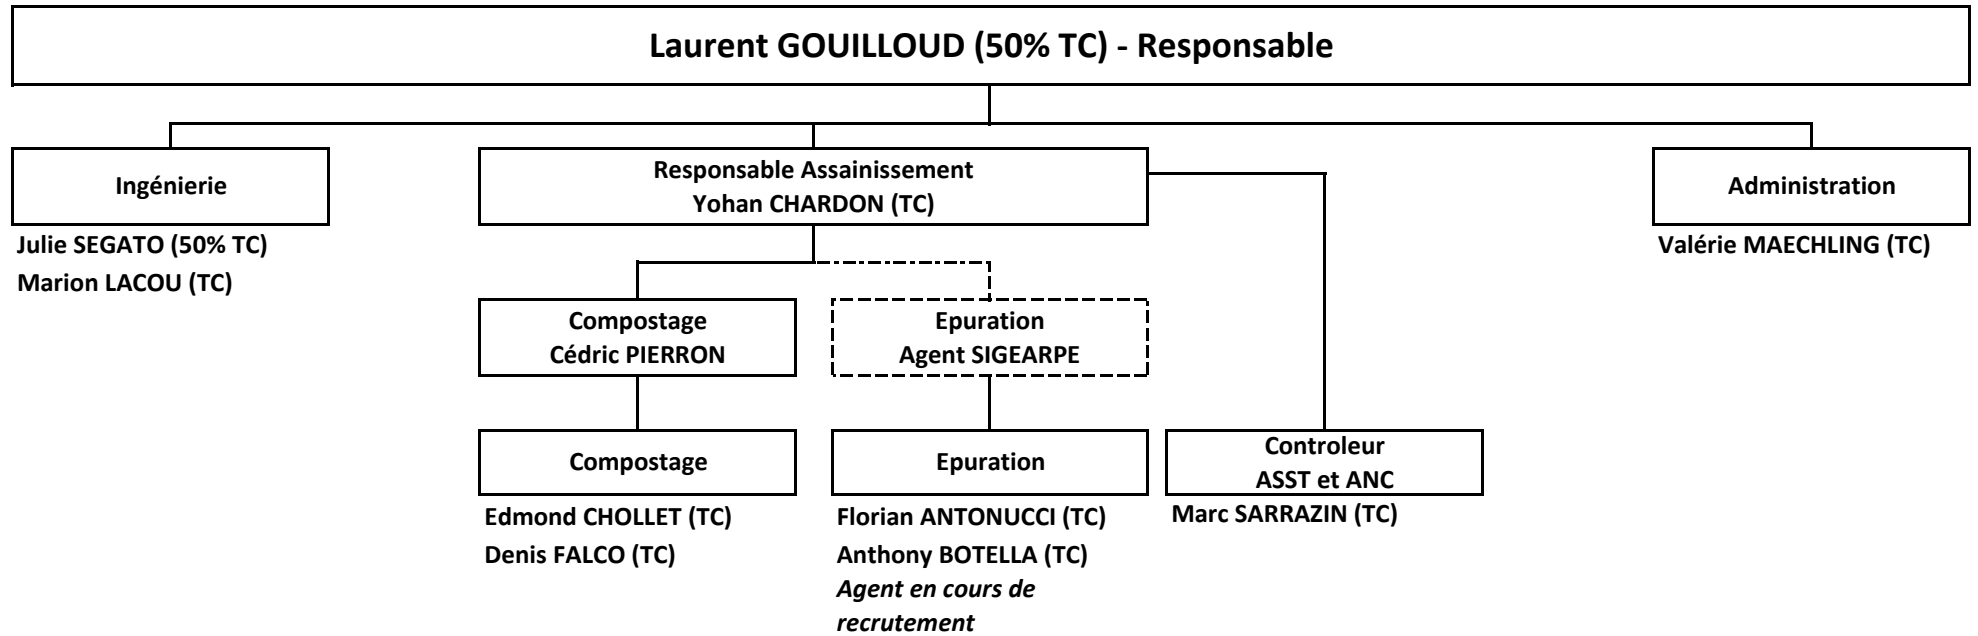 Laurent GOUILLOUD (50% TC) - Responsable
Ingénierie
Julie SEGATO (50% TC)
Marion LACOU (TC)
Responsable Assainissement
Yohan CHARDON (TC)
Administration
Valérie MAECHLING (TC)
Compostage
Cédric PIERRON
Epuration
Agent SIGEARPE
Compostage
Edmond CHOLLET (TC)
Denis FALCO (TC)
Epuration
Florian ANTONUCCI (TC)
Anthony BOTELLA (TC)
Agent en cours de
recrutement
Controleur
ASST et ANC
Marc SARRAZIN (TC)